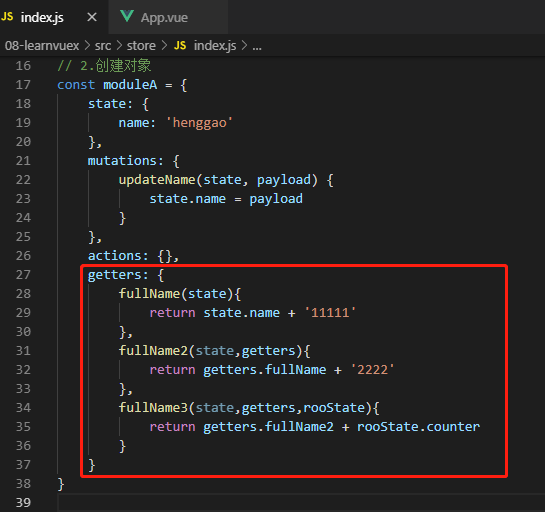 JS index.js × App.vue
08-learnvuex > src > store > JS index.js > ...
16 // 2.创建对象
17 const moduleA = {
18 state: {
19 name: 'henggao'
20 },
21 mutations: {
22 updateName(state, payload) {
23 state.name = payload
24 }
25 },
26 actions: {},
27 getters: {
28 fullName(state){
29 return state.name + '11111'
30 },
31 fullName2(state,getters){
32 return getters.fullName + '2222'
33 },
34 fullName3(state,getters,rooState){
35 return getters.fullName2 + rooState.counter
36 }
37 }
38 }
39